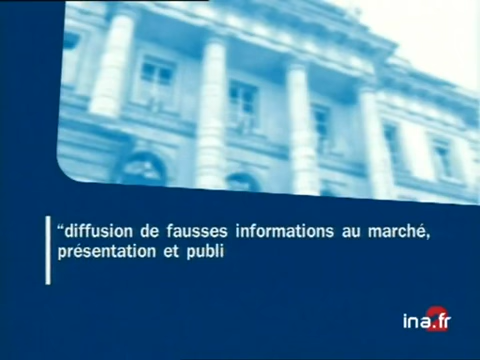 “diffusion de fausses informations au marché,
présentation et publi
ina.fr